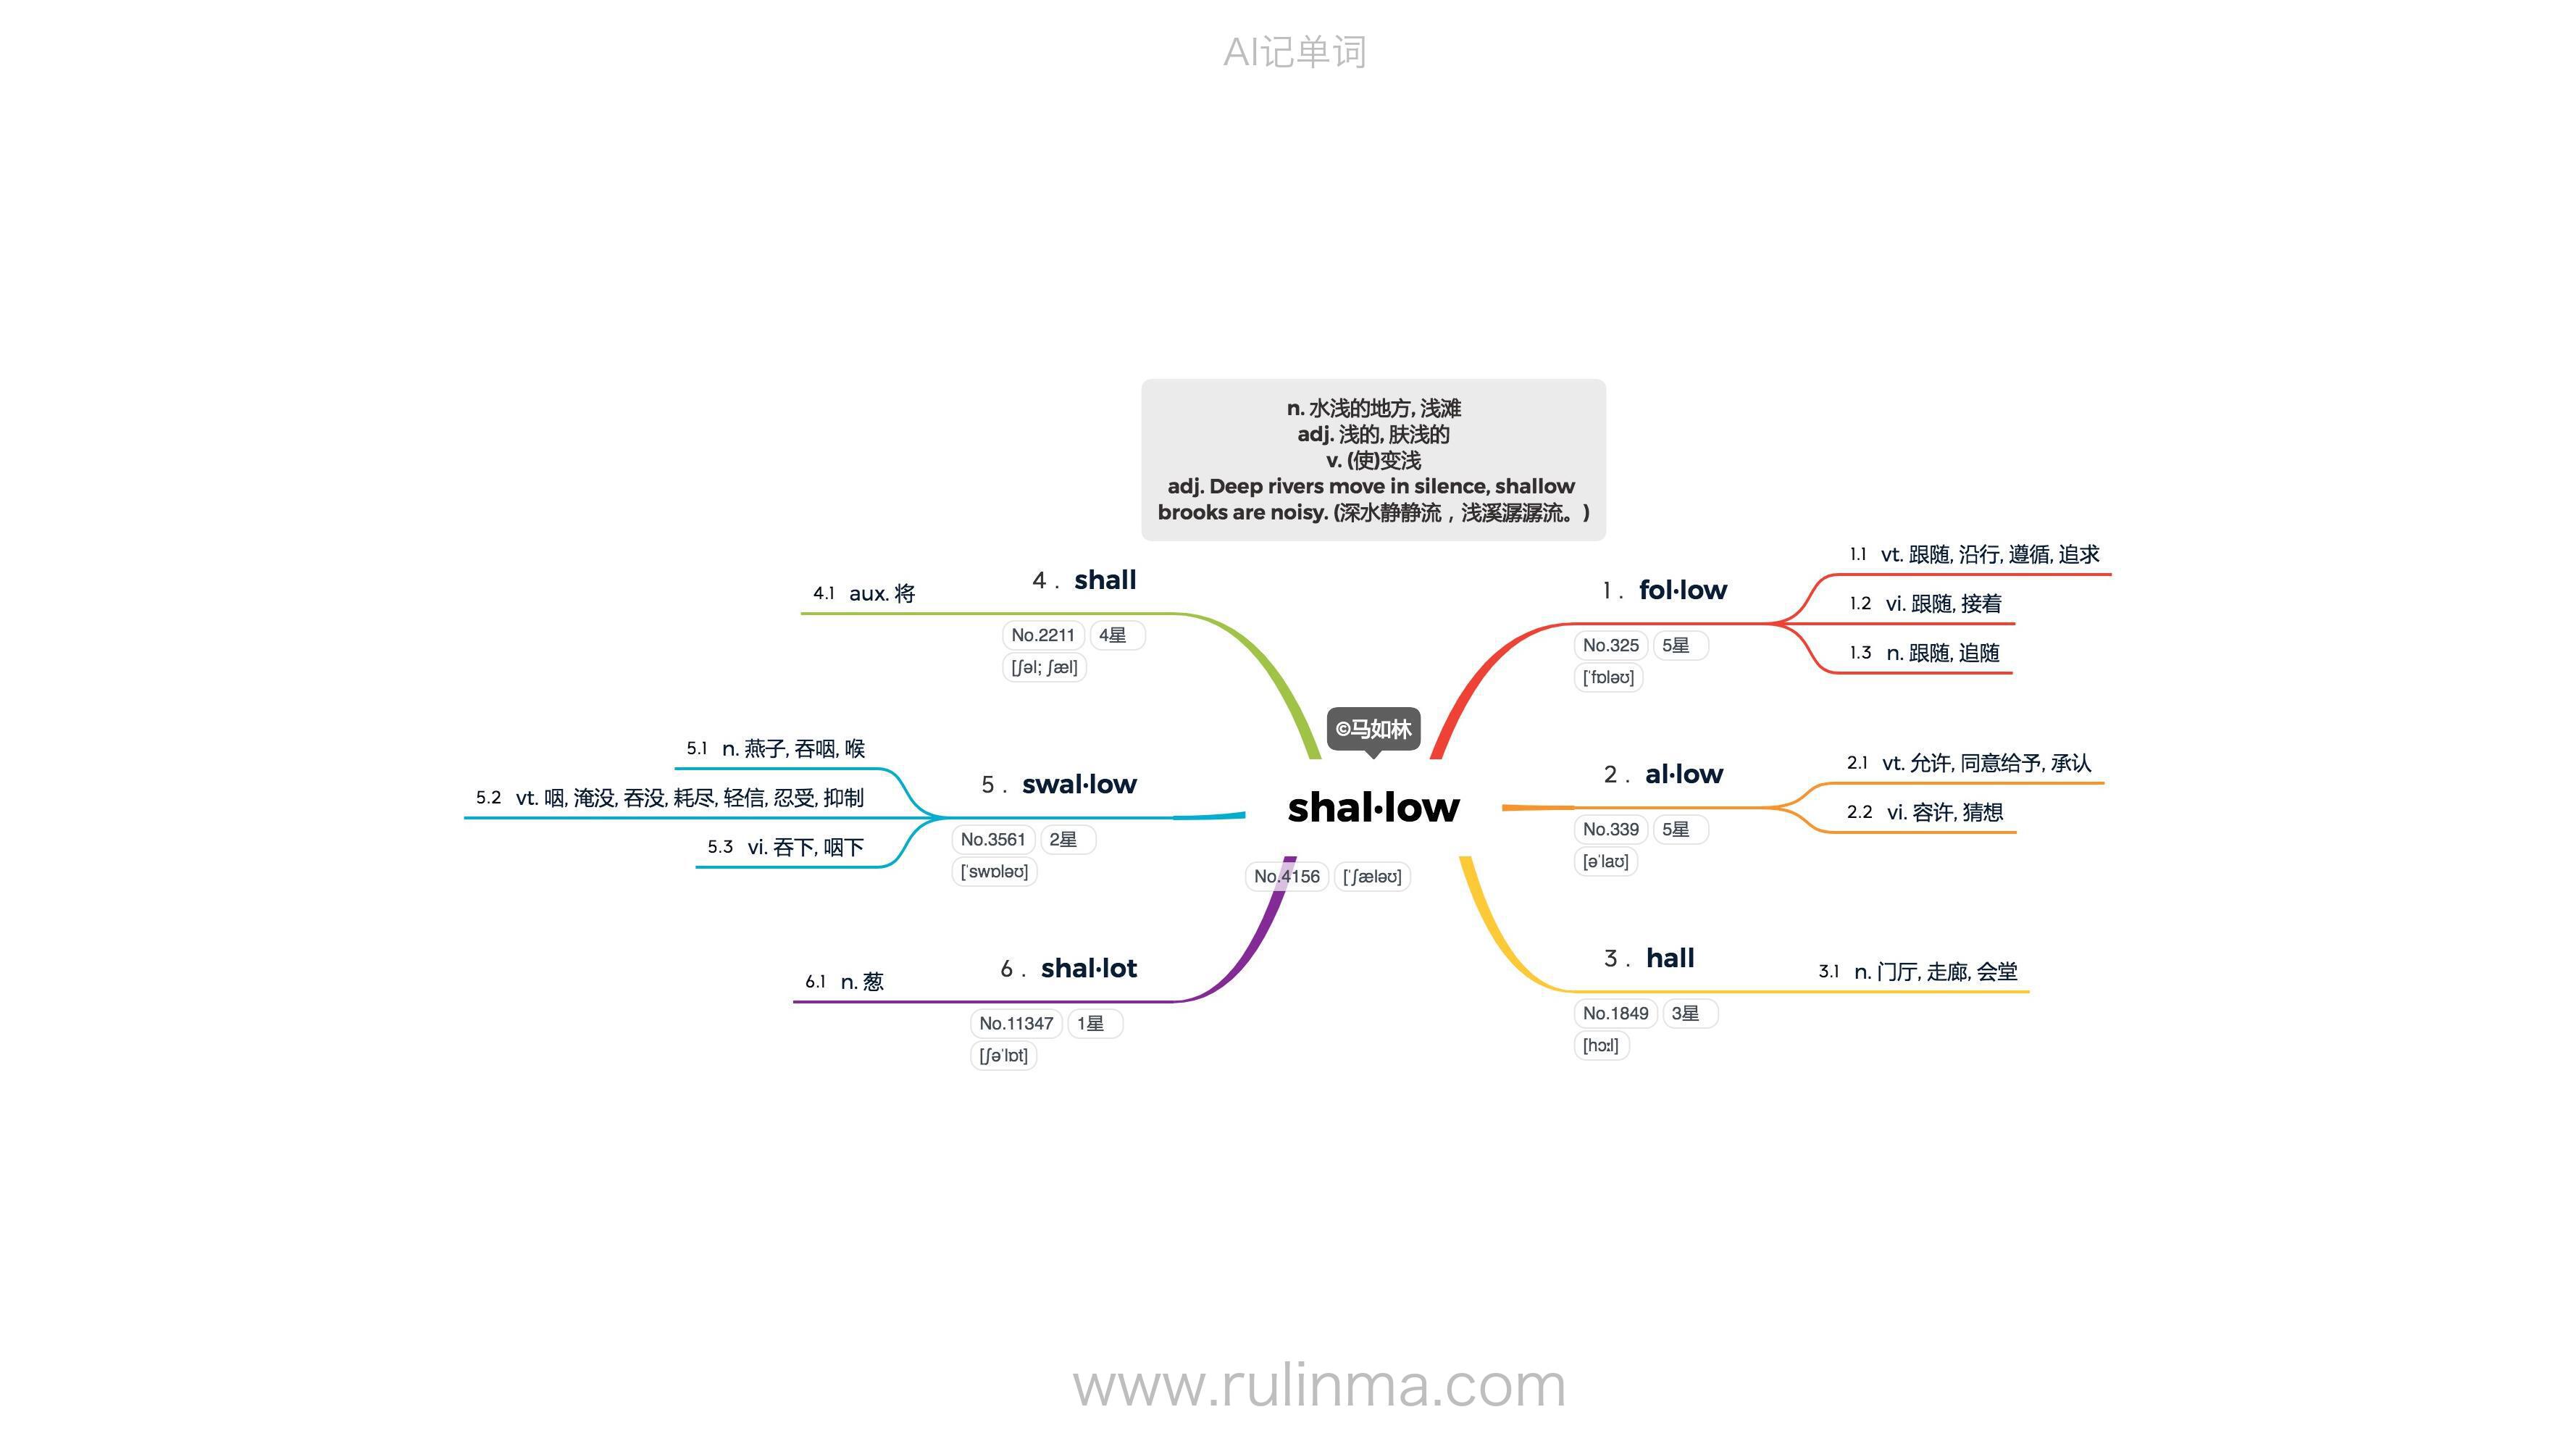 AI记单词
n. 水浅的地方, 浅滩
adj. 浅的, 肤浅的
v. (使)变浅
adj. Deep rivers move in silence, shallow
brooks are noisy. (深水静静流，浅溪潺潺流。)
©马如林
shal·low
No.4156 [ˈʃæləʊ]
1. fol·low
No.325 5星
[ˈfɒləʊ]
1.1 vt. 跟随, 沿行, 遵循, 追求
1.2 vi. 跟随, 接着
1.3 n. 跟随, 追随
2. al·low
No.339 5星
[əˈlaʊ]
2.1 vt. 允许, 同意给予, 承认
2.2 vi. 容许, 猜想
3. hall
No.1849 3星
[hɔːl]
3.1 n. 门厅, 走廊, 会堂
4. shall
No.2211 4星
[ʃəl; ʃæl]
4.1 aux. 将
5. swal·low
No.3561 2星
[ˈswɒləʊ]
5.1 n. 燕子, 吞咽, 喉
5.2 vt. 咽, 淹没, 吞没, 耗尽, 轻信, 忍受, 抑制
5.3 vi. 吞下, 咽下
6. shal·lot
No.11347 1星
[ʃəˈlɒt]
6.1 n. 葱
www.rulinma.com